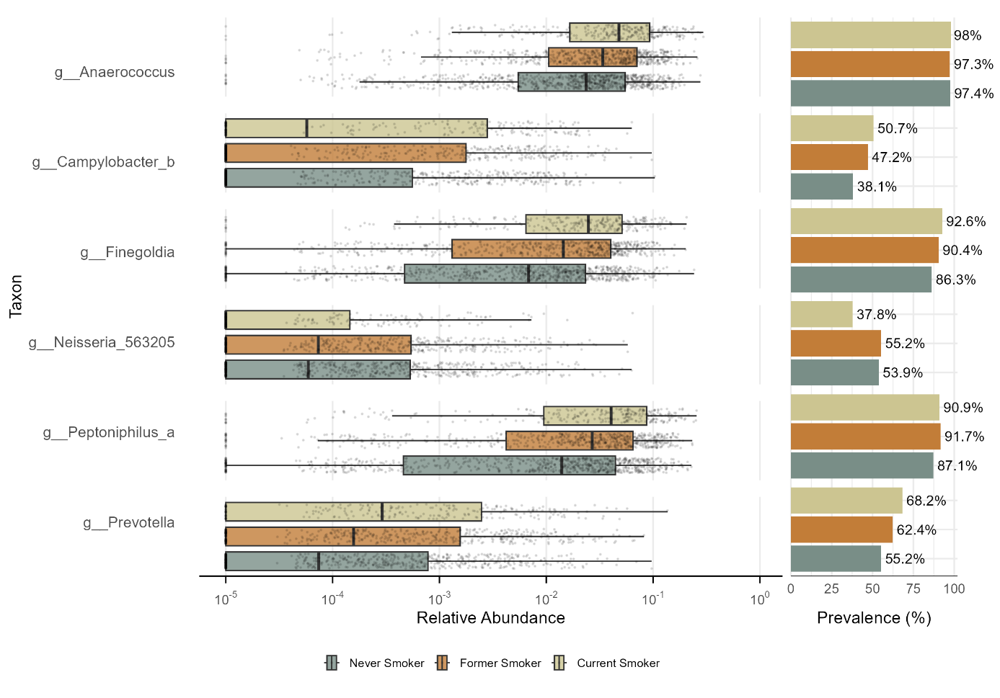 Taxon
g__Anaerococcus
98%
97.3%
97.4%
g__Campylobacter_b
50.7%
47.2%
38.1%
g__Finegoldia
92.6%
90.4%
86.3%
g__Neisseria_563205
37.8%
55.2%
53.9%
g__Peptoniphilus_a
90.9%
91.7%
87.1%
g__Prevotella
68.2%
62.4%
55.2%
10^-5 10^-4 10^-3 10^-2 10^-1 10^0
Relative Abundance
0 25 50 75 100
Prevalence (%)
Never Smoker Former Smoker Current Smoker